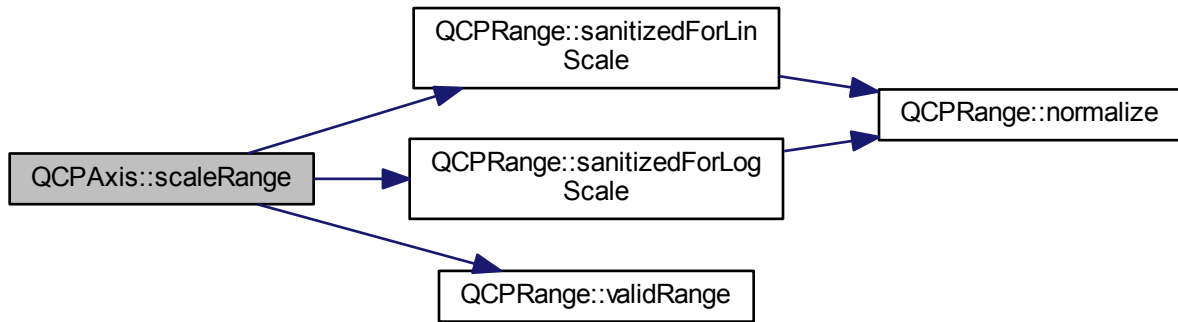 QCPAxis::scaleRange
QCPRange::sanitizedForLin
Scale
QCPRange::sanitizedForLog
Scale
QCPRange::validRange
QCPRange::normalize